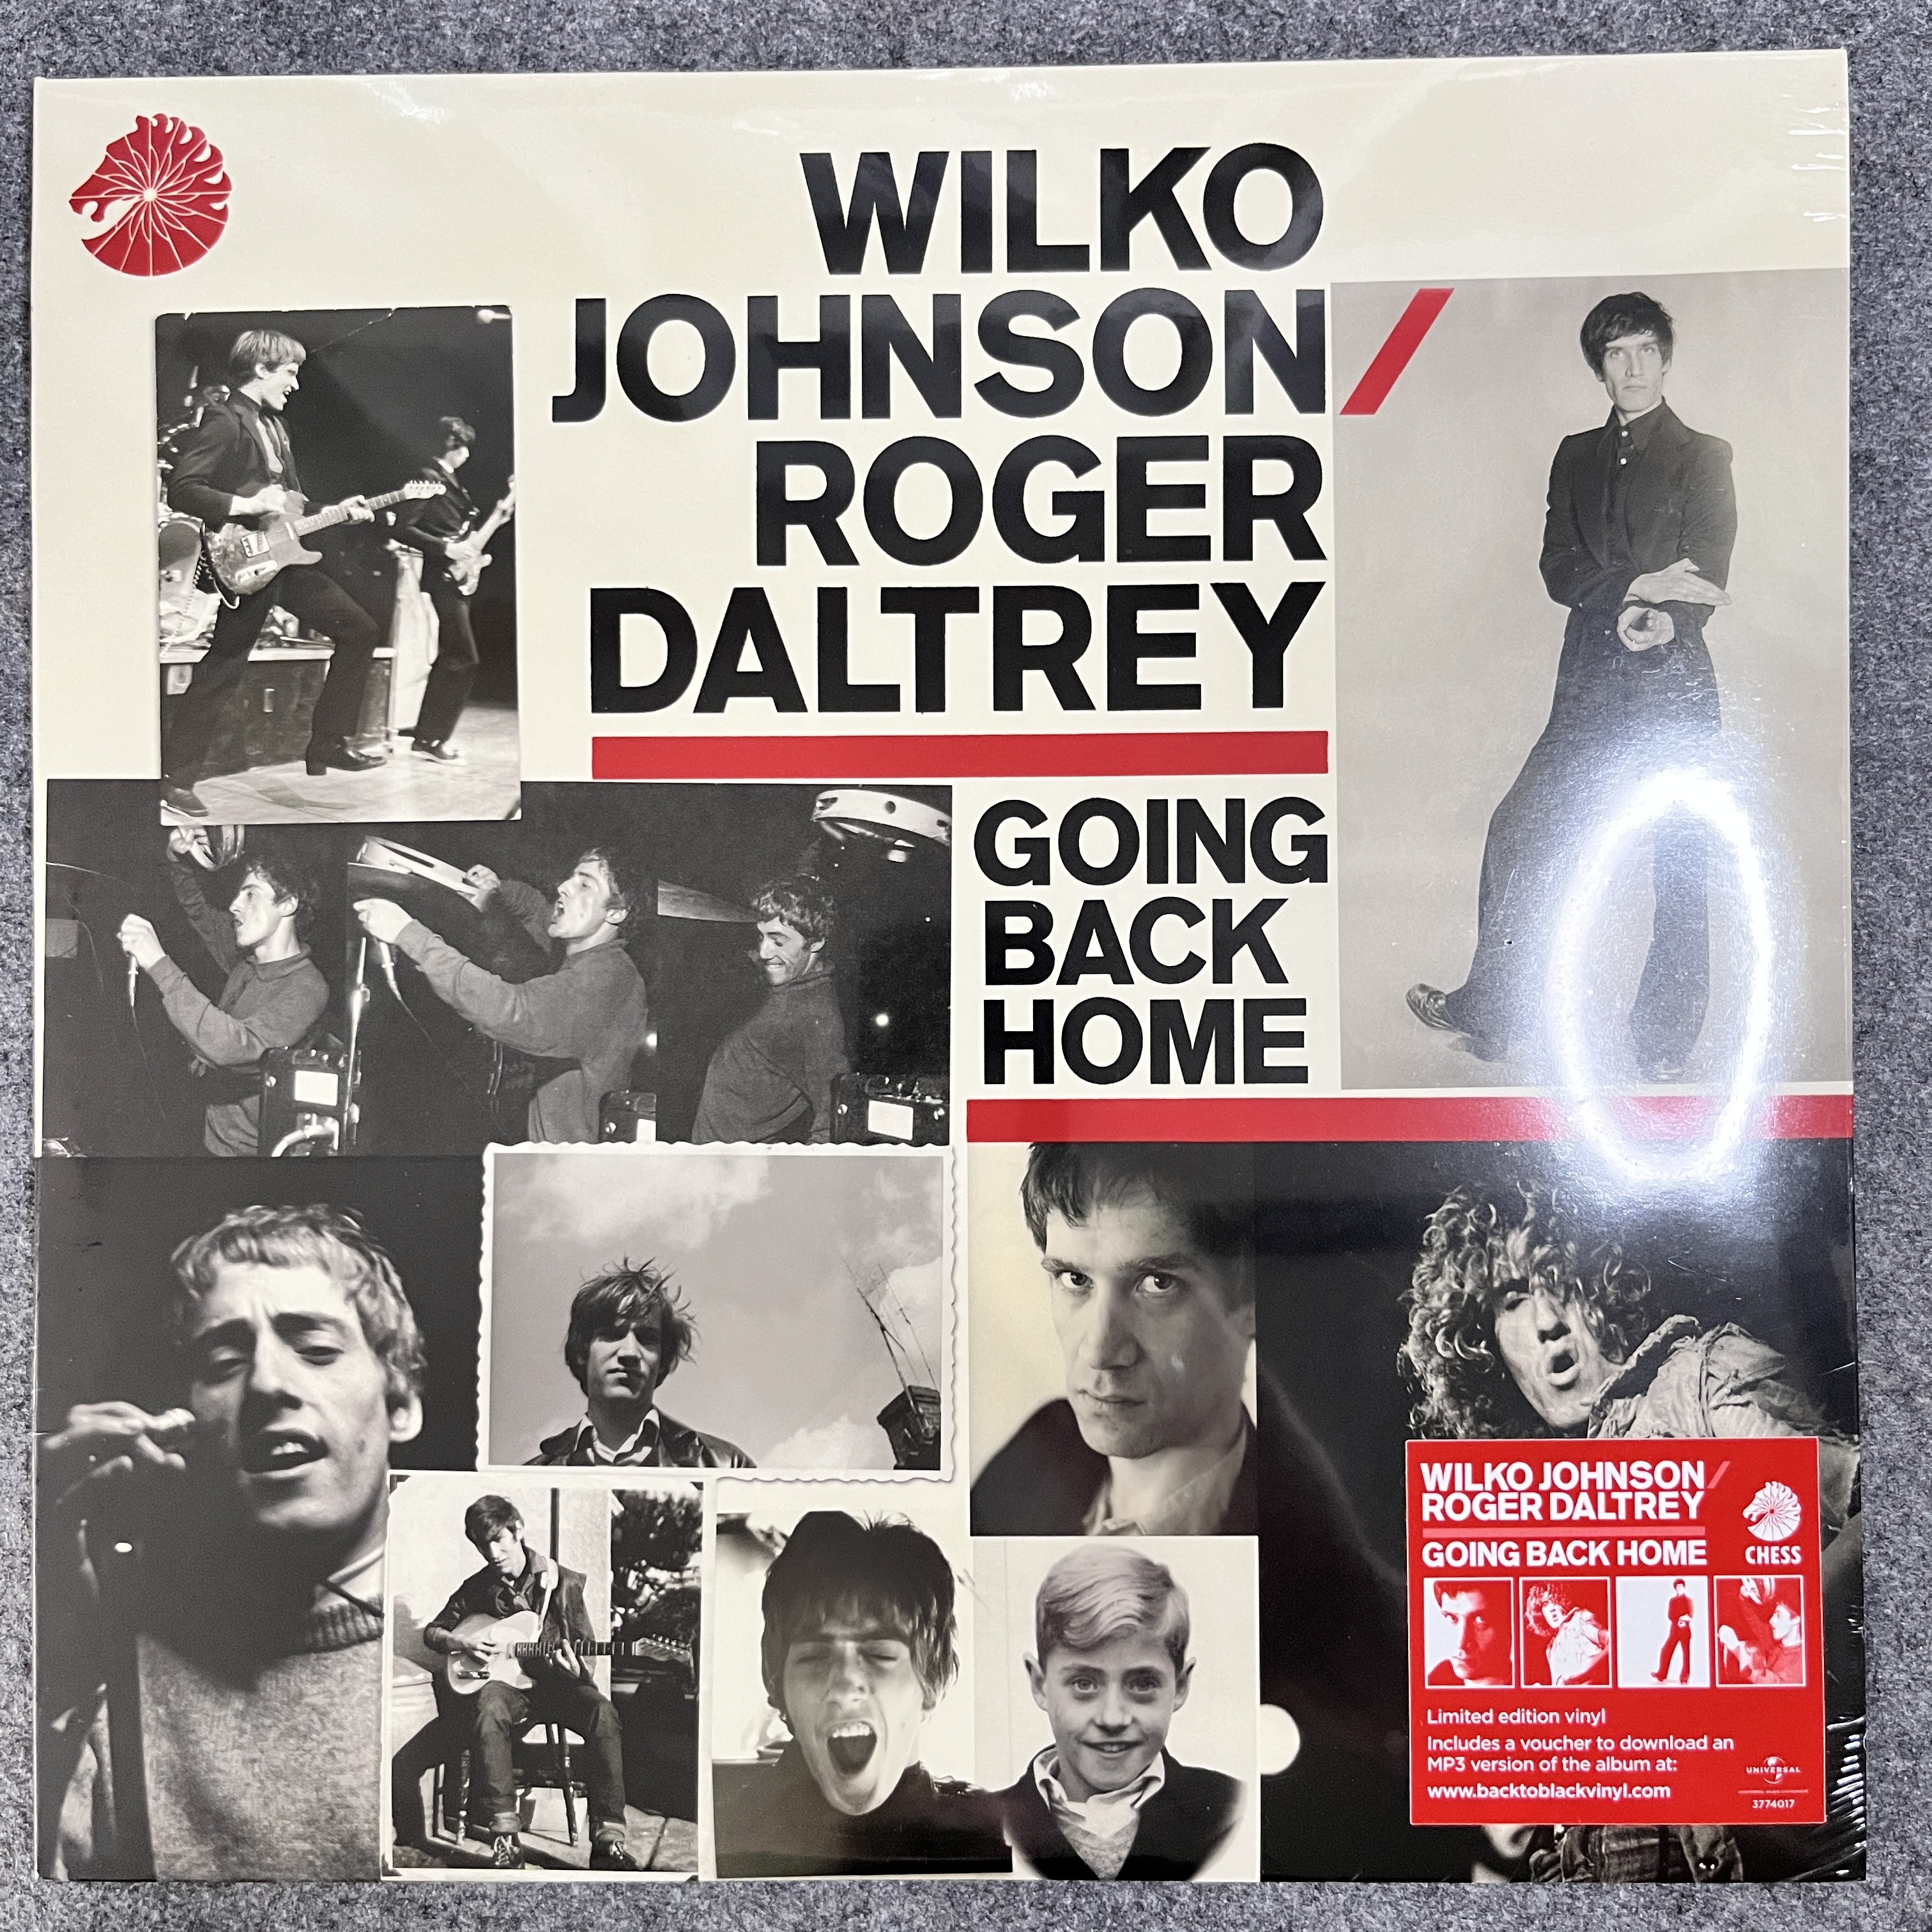 WILKO
JOHNSON/
ROGER
DALTREY
GOING
BACK
HOME
WILKO JOHNSON/
ROGER DALTREY
GOING BACK HOME
CHESS
Limited edition vinyl
Includes a voucher to download an
MP3 version of the album at:
www.backtoblackvinyl.com
UNIVERSAL
3774017